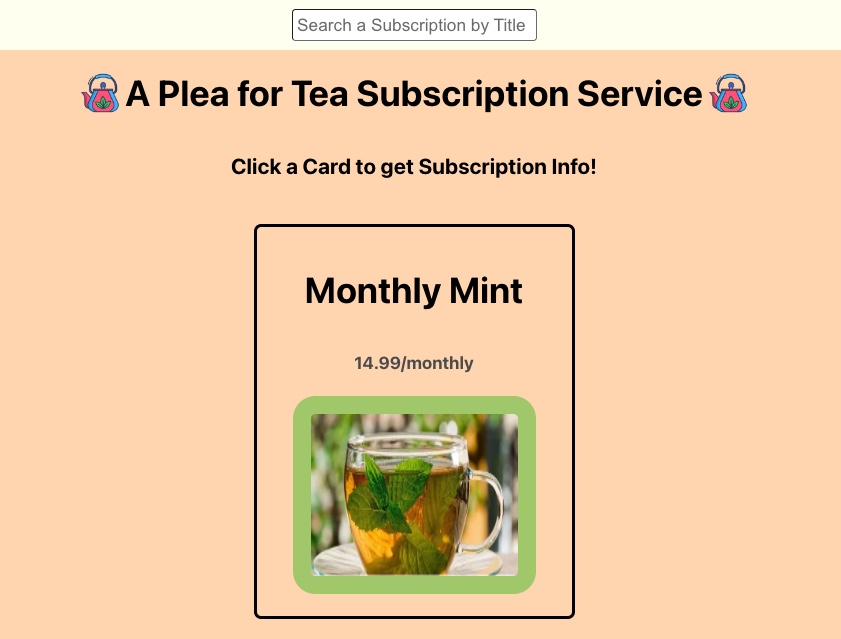 Search a Subscription by Title
A Plea for Tea Subscription Service
Click a Card to get Subscription Info!
Monthly Mint
14.99/monthly